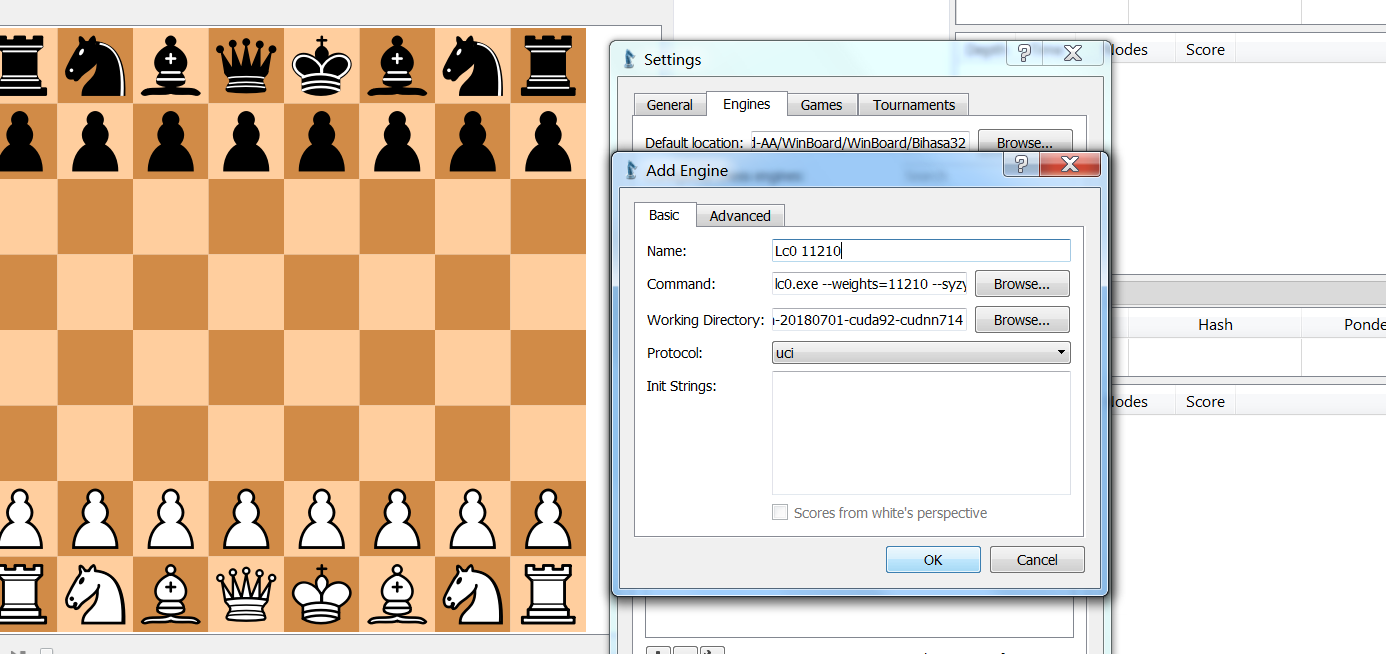 Nodes Score
Settings
General Engines Games Tournaments
Default location: d-AA/WinBoard/WinBoard/Bihasa32 Browse...
Add Engine
Basic Advanced
Name: Lc0 11210
Command: lc0.exe --weights=11210 --syzy Browse...
Working Directory: -20180701-cuda92-cudnn714 Browse...
Hash Ponde
Protocol: uci
Init Strings:
Nodes Score
Scores from white's perspective
OK Cancel